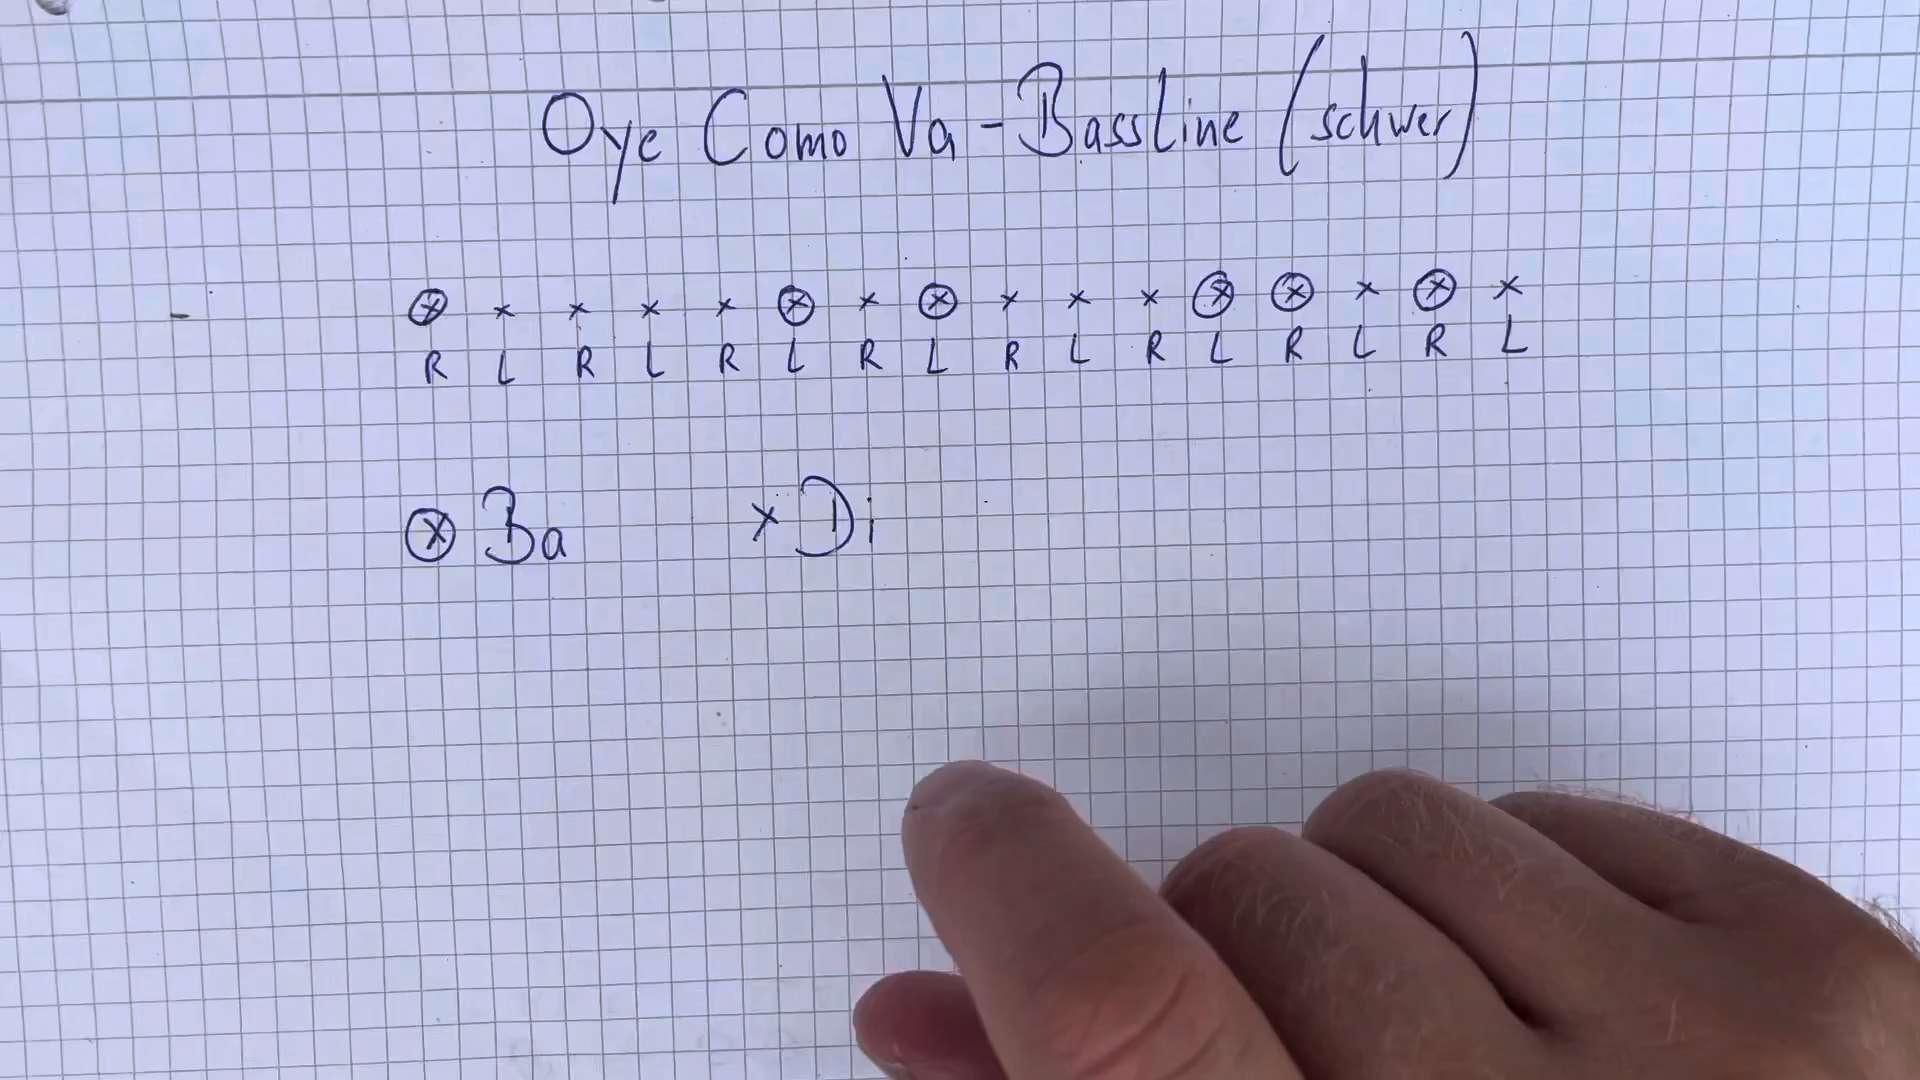 Oye Como Va - Bassline (schwer)
ⓧ x x x x ⓧ x ⓧ x x x ⓧ ⓧ x ⓧ x
R L R L R L R L R L R L R L R L
ⓧ Ba x Di